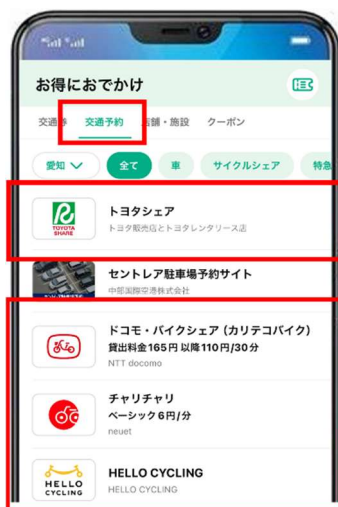 お得におでかけ
交通 交通予約 店舗・施設 クーポン
愛知 全て 車 サイクルシェア 特急
トヨタシェア
トヨタ販売店とトヨタレンタリース店
TOYOTA
SHARE
セントレア駐車場予約サイト
中部国際空港株式会社
ドコモ・バイクシェア(カリテコバイク)
貸出料金165円 以降110円/30分
NTT docomo
チャリチャリ
ベーシック6円/分
neuet
HELLO CYCLING
HELLO CYCLING
HELLO
CYCLING